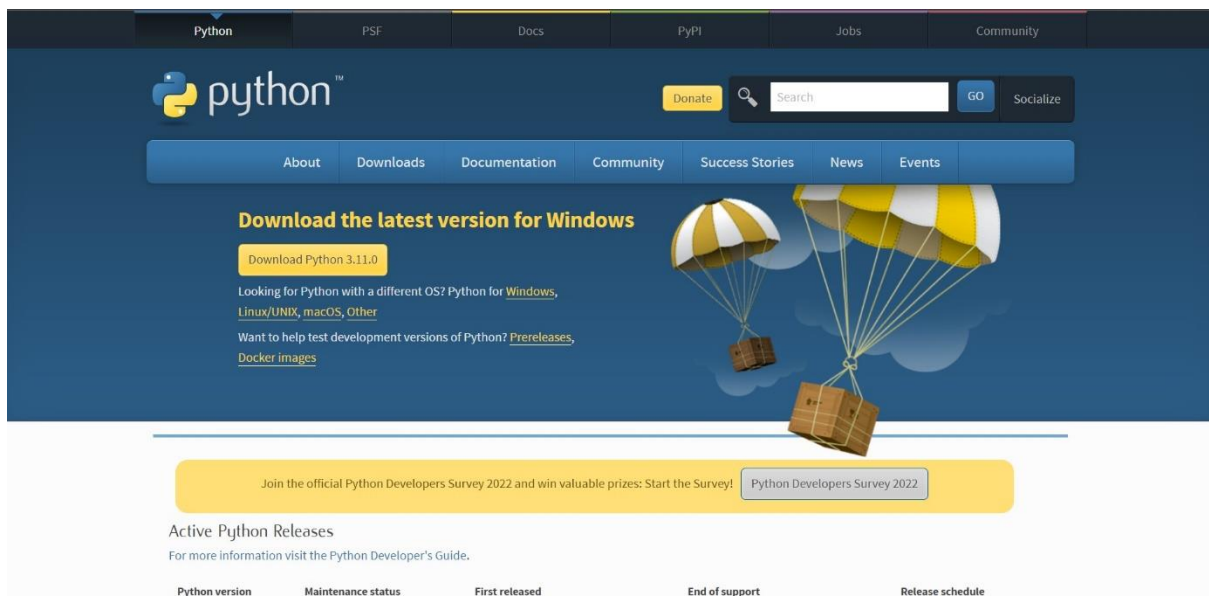 Python PSF Docs PyPI Jobs Community
python™
Donate Search GO Socialize
About Downloads Documentation Community Success Stories News Events
Download the latest version for Windows
Download Python 3.11.0
Looking for Python with a different OS? Python for Windows,
Linux/UNIX, macOS, Other
Want to help test development versions of Python? Prereleases,
Docker images
Join the official Python Developers Survey 2022 and win valuable prizes: Start the Survey! Python Developers Survey 2022
Active Python Releases
For more information visit the Python Developer's Guide.
Python version Maintenance status First released End of support Release schedule